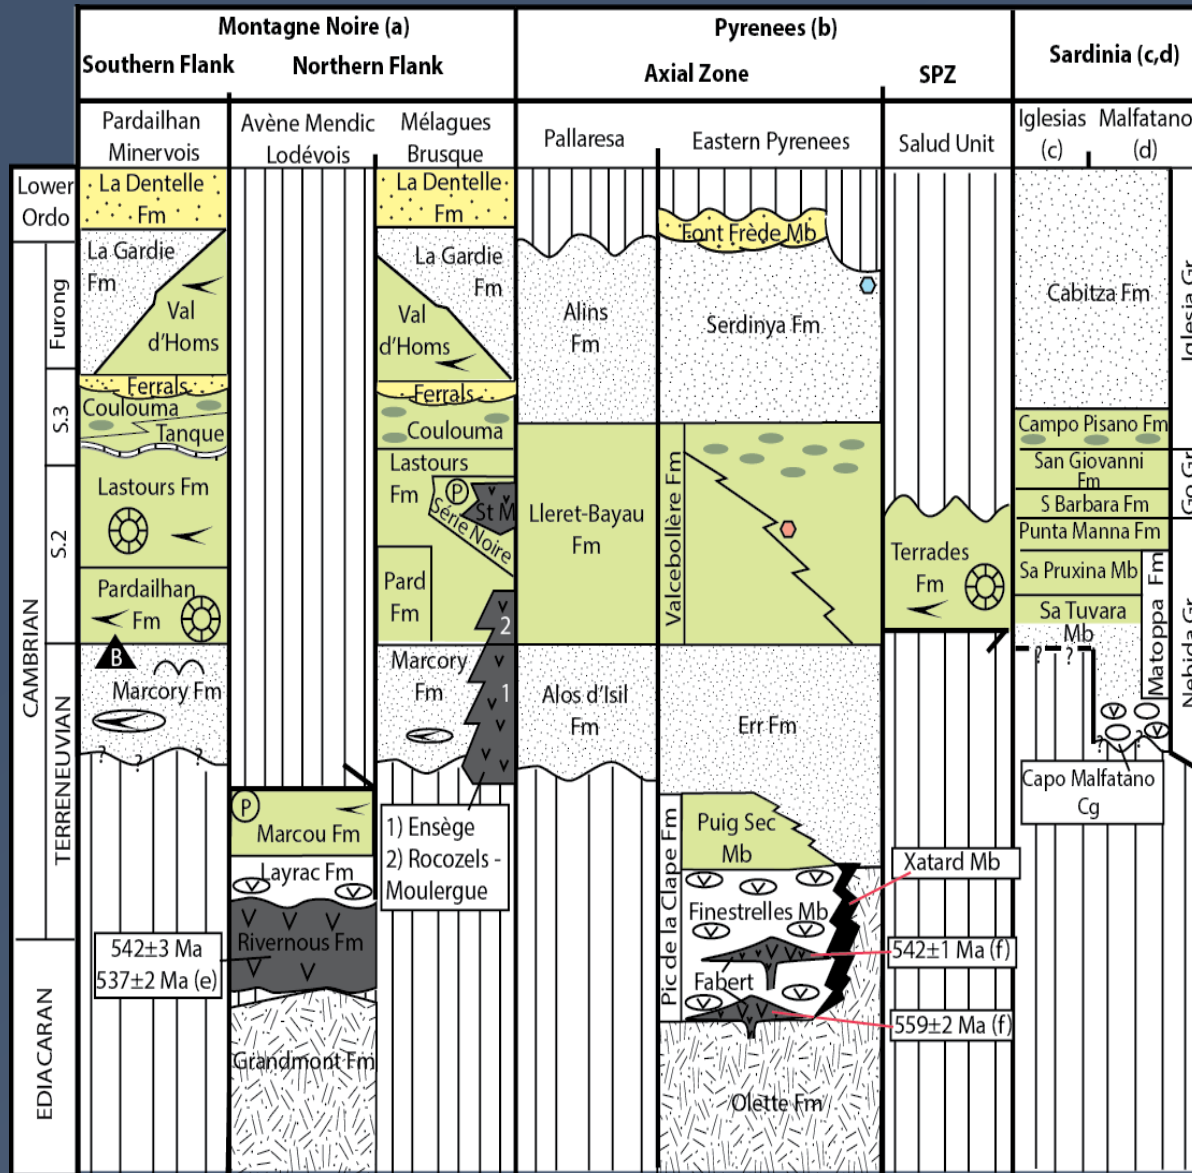 Montagne Noire (a)
Pyrenees (b)
Sardinia (c,d)
Southern Flank
Northern Flank
Axial Zone
SPZ
Pardailhan
Minervois
Avène Mendic
Lodévois
Mélagues
Brusque
Pallaresa
Eastern Pyrenees
Salud Unit
Iglesias
(c)
Malfatano
(d)
Lower
Ordo
Furong
S.3
S.2
CAMBRIAN
TERRENEUVIAN
EDIACARAN
La Dentelle
Fm
La Gardie
Fm
Val
d'Homs
Ferrals
Coulouma
Tanque
Lastours Fm
Pardailhan
Fm
B
Marcory Fm
? ? ?
542±3 Ma
537±2 Ma (e)
P
Marcou Fm
Layrac Fm
Rivernous Fm
Grandmont Fm
La Dentelle
Fm
La Gardie
Fm
Val
d'Homs
Ferrals
Coulouma
Lastours
Fm
P
St M
Série Noire
Pard
Fm
2
Marcory
Fm
1
1) Ensège
2) Rocozels -
Moulergue
Alins
Fm
Lleret-Bayau
Fm
Alos d'Isil
Fm
Font Frède Mb
Serdinya Fm
Valcebollère Fm
Err Fm
Pic de la Clape Fm
Puig Sec
Mb
Finestrelles Mb
Fabert
Olette Fm
Terrades
Fm
Xatard Mb
542±1 Ma (f)
559±2 Ma (f)
Cabitza Fm
Iglesia Gr
Campo Pisano Fm
San Giovanni
Fm
S Barbara Fm
Go Gr
Punta Manna Fm
Sa Pruxina Mb
Sa Tuvara
Mb
Matoppa Fm
Nebida Gr
? ?
? ?
Capo Malfatano
Cg